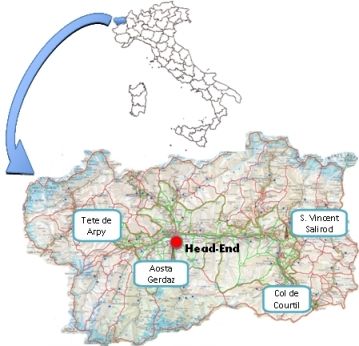 Tete de
Arpy
S. Vincent
Salirod
Head-End
Aosta
Gerdaz
Col de
Courtil